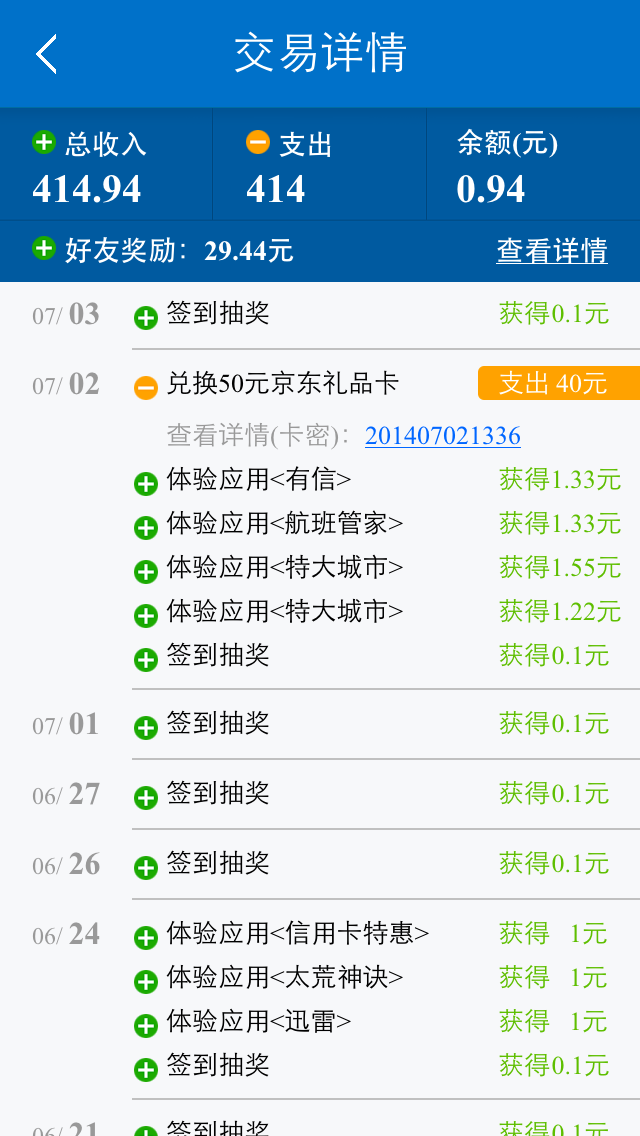 交易详情
总收入 支出 余额(元)
414.94 414 0.94
好友奖励：29.44元 查看详情
07/03 签到抽奖 获得0.1元
07/02 兑换50元京东礼品卡 支出 40元
查看详情(卡密)：201407021336
体验应用<有信> 获得1.33元
体验应用<航班管家> 获得1.33元
体验应用<特大城市> 获得1.55元
体验应用<特大城市> 获得1.22元
签到抽奖 获得0.1元
07/01 签到抽奖 获得0.1元
06/27 签到抽奖 获得0.1元
06/26 签到抽奖 获得0.1元
06/24 体验应用<信用卡特惠> 获得 1元
体验应用<太荒神诀> 获得 1元
体验应用<迅雷> 获得 1元
签到抽奖 获得0.1元
06/21 签到抽奖 获得0.1元